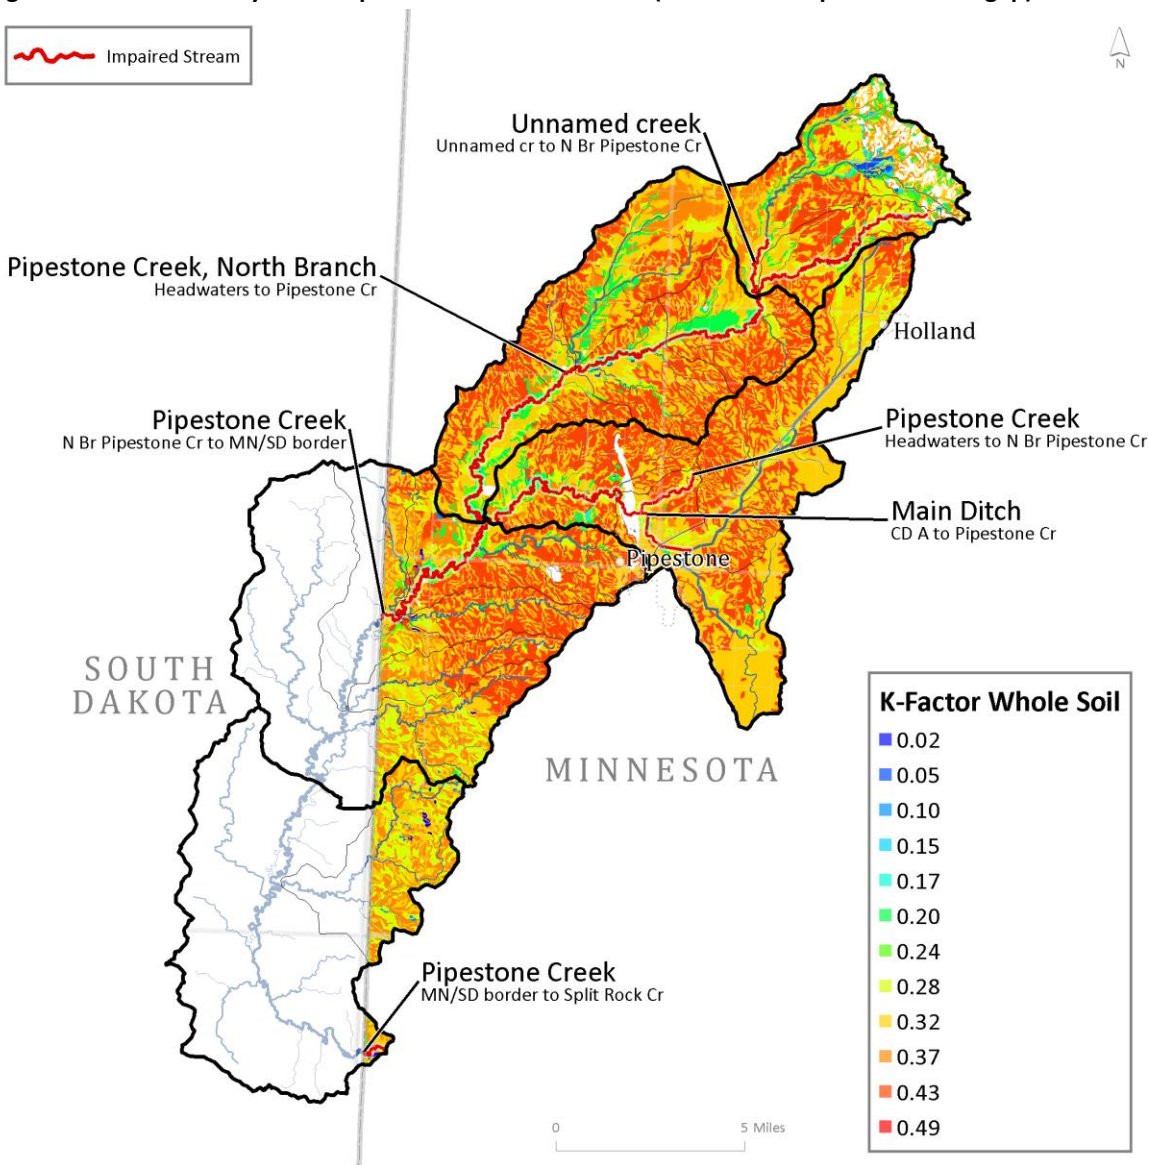 Impaired Stream
N
Unnamed creek
Unnamed cr to N Br Pipestone Cr
Pipestone Creek, North Branch
Headwaters to Pipestone Cr
Holland
Pipestone Creek
N Br Pipestone Cr to MN/SD border
Pipestone Creek
Headwaters to N Br Pipestone Cr
Main Ditch
CD A to Pipestone Cr
Pipestone
SOUTH
DAKOTA
MINNESOTA
K-Factor Whole Soil
0.02
0.05
0.10
0.15
0.17
0.20
0.24
0.28
0.32
0.37
0.43
0.49
Pipestone Creek
MN/SD border to Split Rock Cr
0 5 Miles